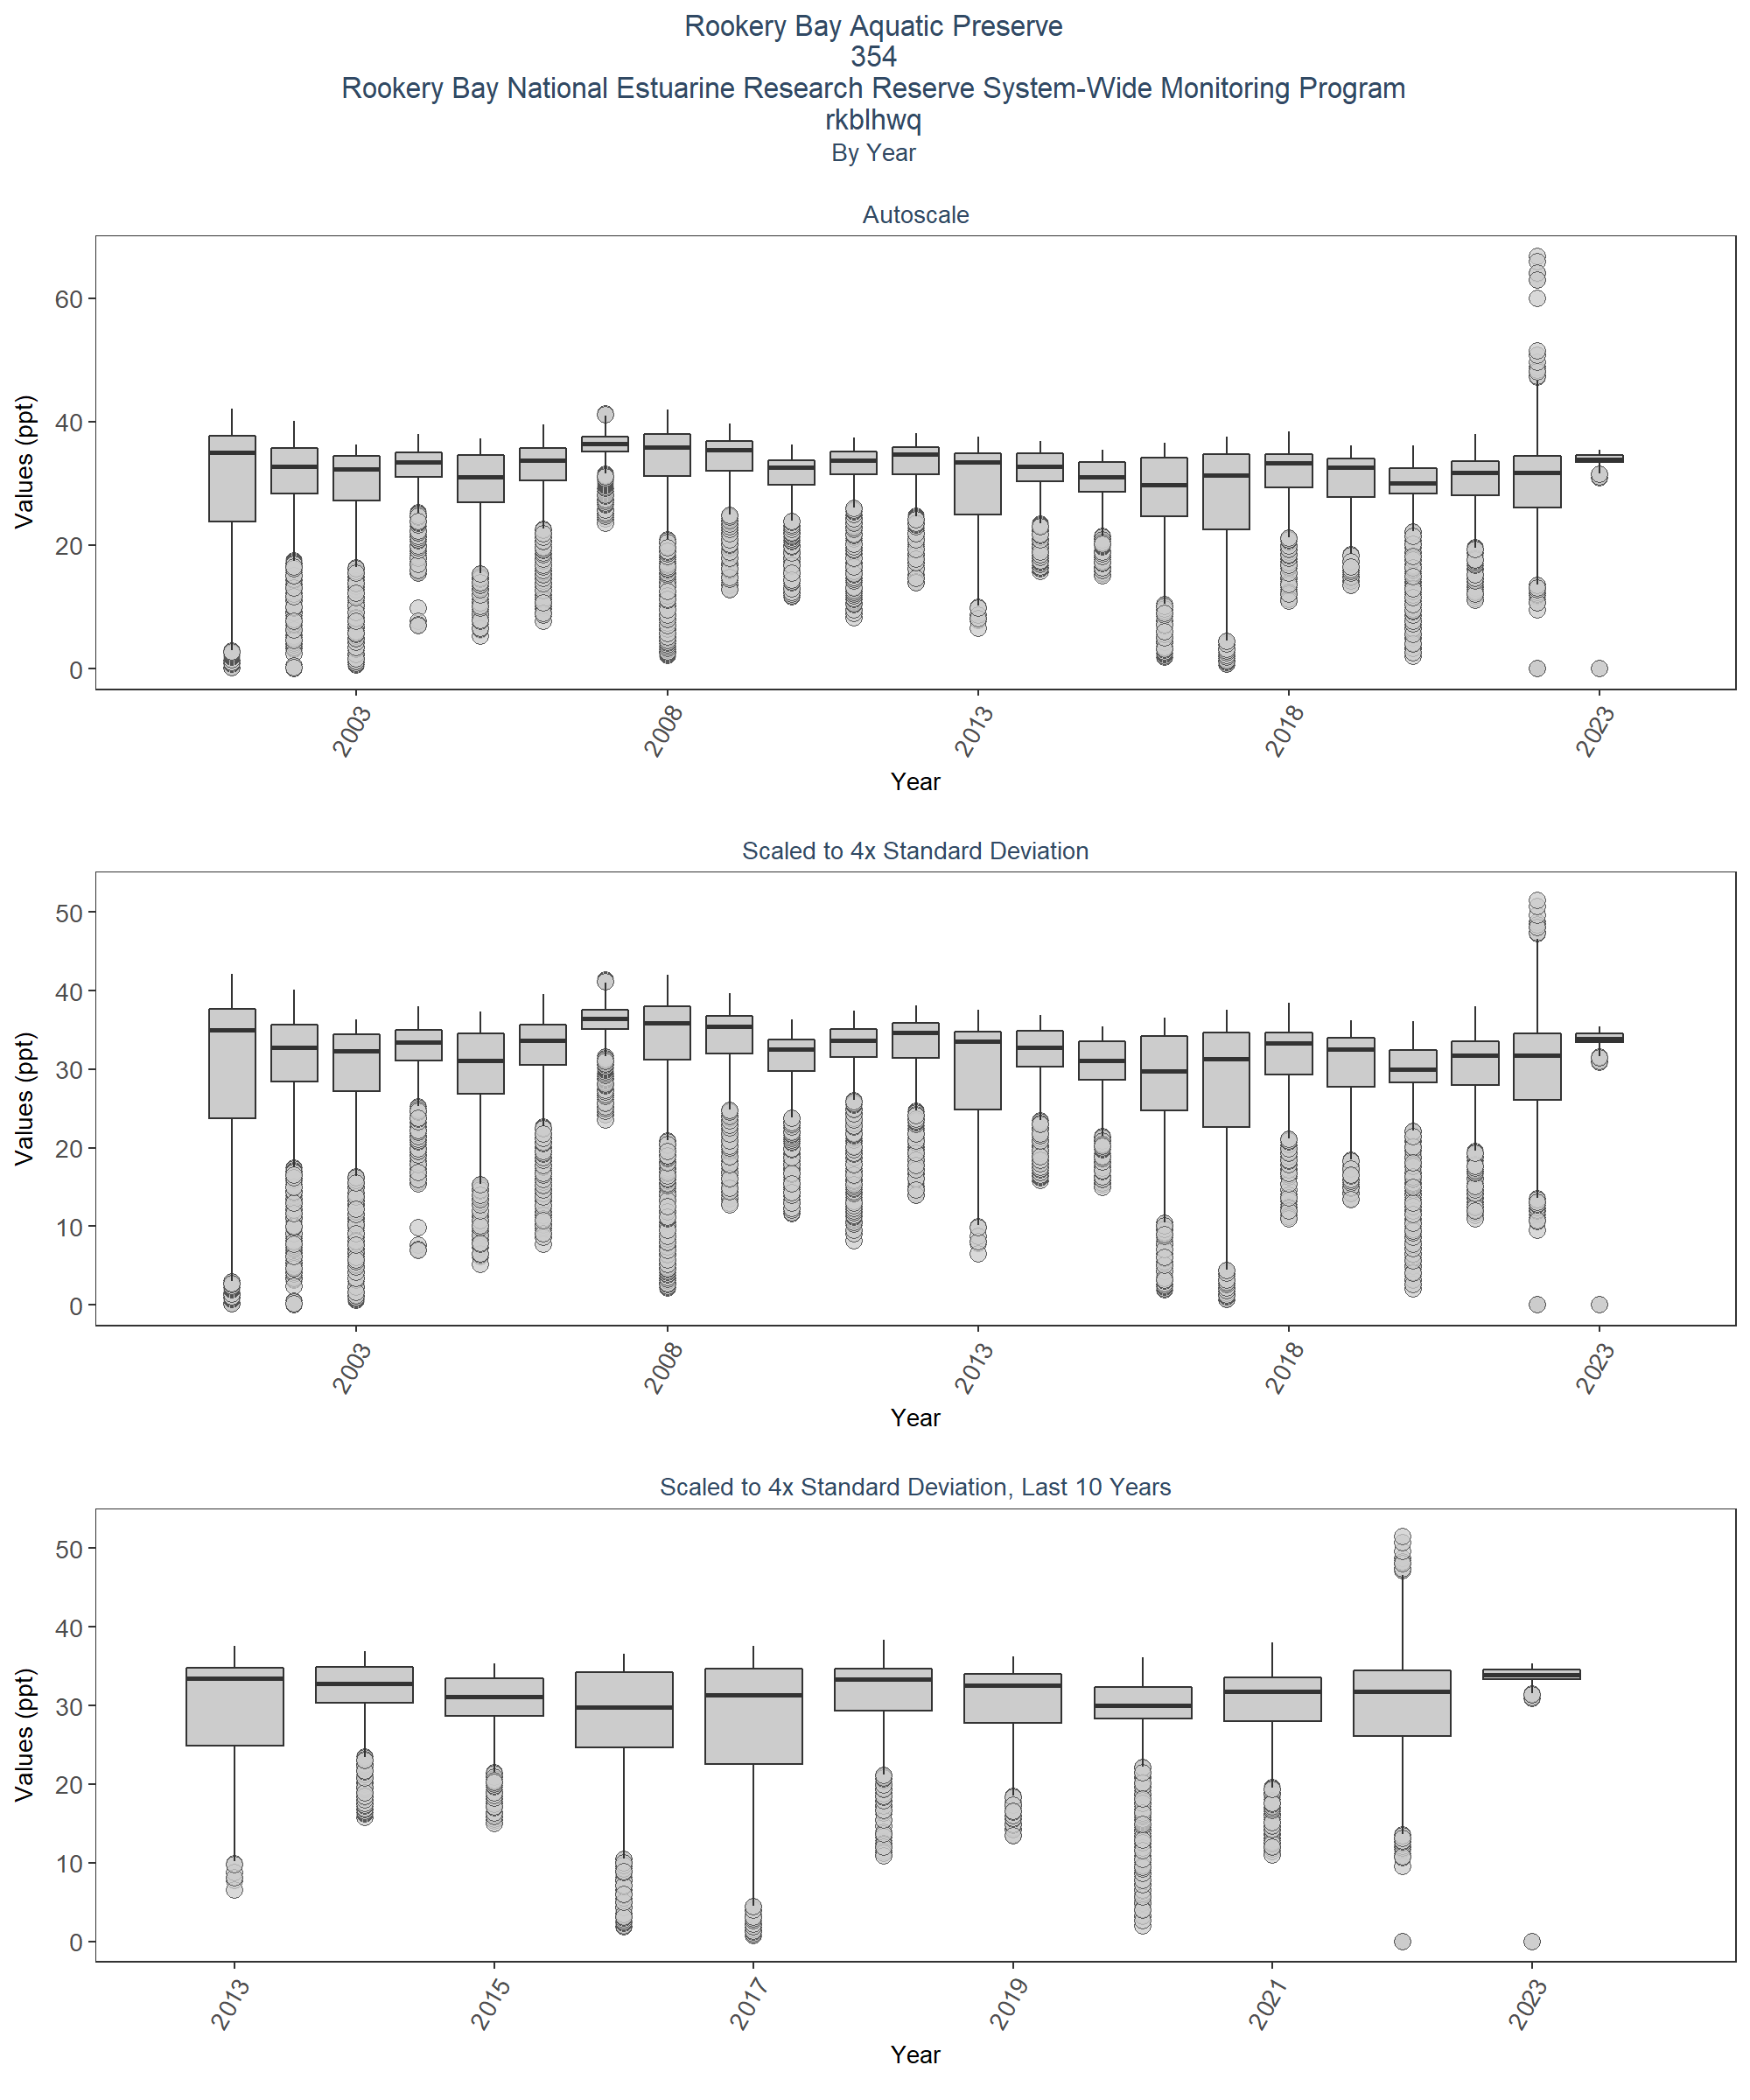 Rookery Bay Aquatic Preserve
354
Rookery Bay National Estuarine Research Reserve System-Wide Monitoring Program
rkblhwq
By Year
Autoscale
Values (ppt)
60
40
20
0
2003
2008
2013
2018
2023
Year
Scaled to 4x Standard Deviation
Values (ppt)
50
40
30
20
10
0
2003
2008
2013
2018
2023
Year
Scaled to 4x Standard Deviation, Last 10 Years
Values (ppt)
50
40
30
20
10
0
2013
2015
2017
2019
2021
2023
Year